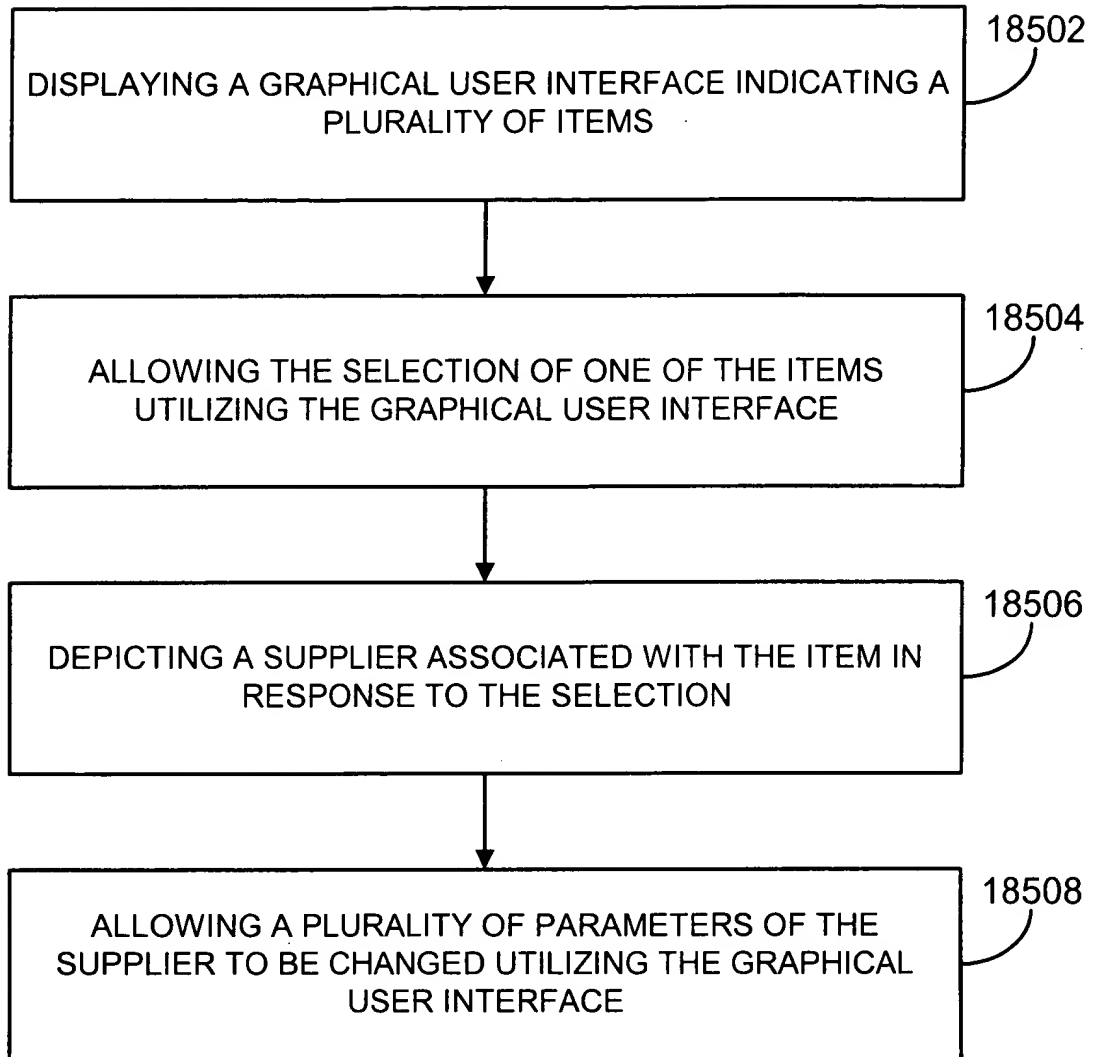 18502
DISPLAYING A GRAPHICAL USER INTERFACE INDICATING A
PLURALITY OF ITEMS
18504
ALLOWING THE SELECTION OF ONE OF THE ITEMS
UTILIZING THE GRAPHICAL USER INTERFACE
18506
DEPICTING A SUPPLIER ASSOCIATED WITH THE ITEM IN
RESPONSE TO THE SELECTION
18508
ALLOWING A PLURALITY OF PARAMETERS OF THE
SUPPLIER TO BE CHANGED UTILIZING THE GRAPHICAL
USER INTERFACE